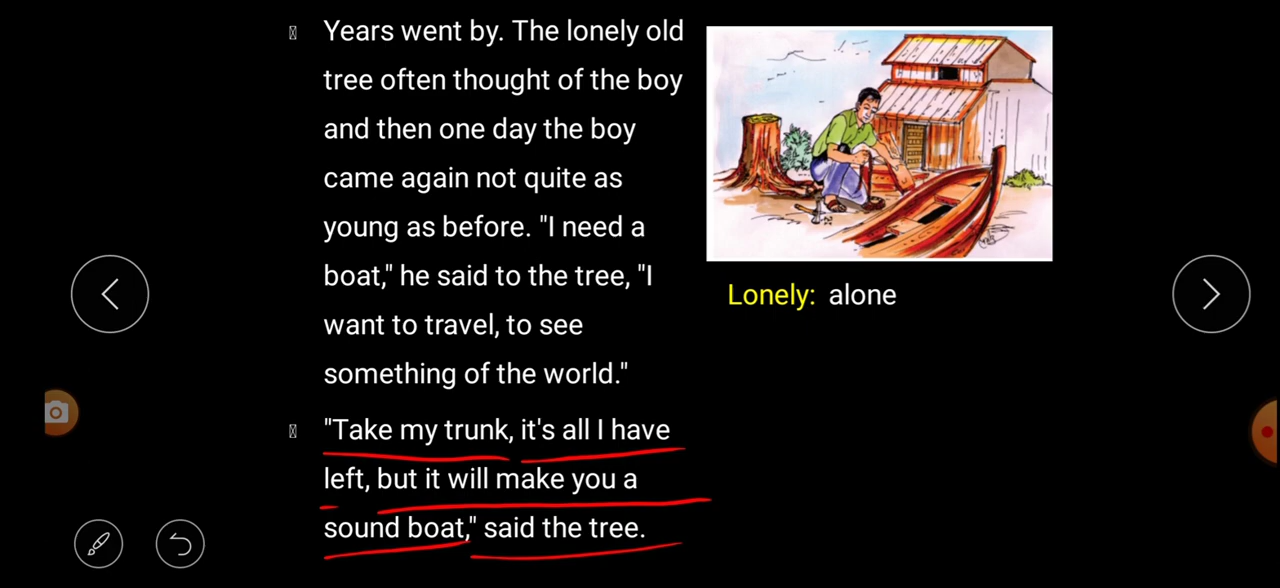 Years went by. The lonely old
tree often thought of the boy
and then one day the boy
came again not quite as
young as before. "I need a
boat," he said to the tree, "I
want to travel, to see
something of the world."
"Take my trunk, it's all I have
left, but it will make you a
sound boat," said the tree.
Lonely: alone